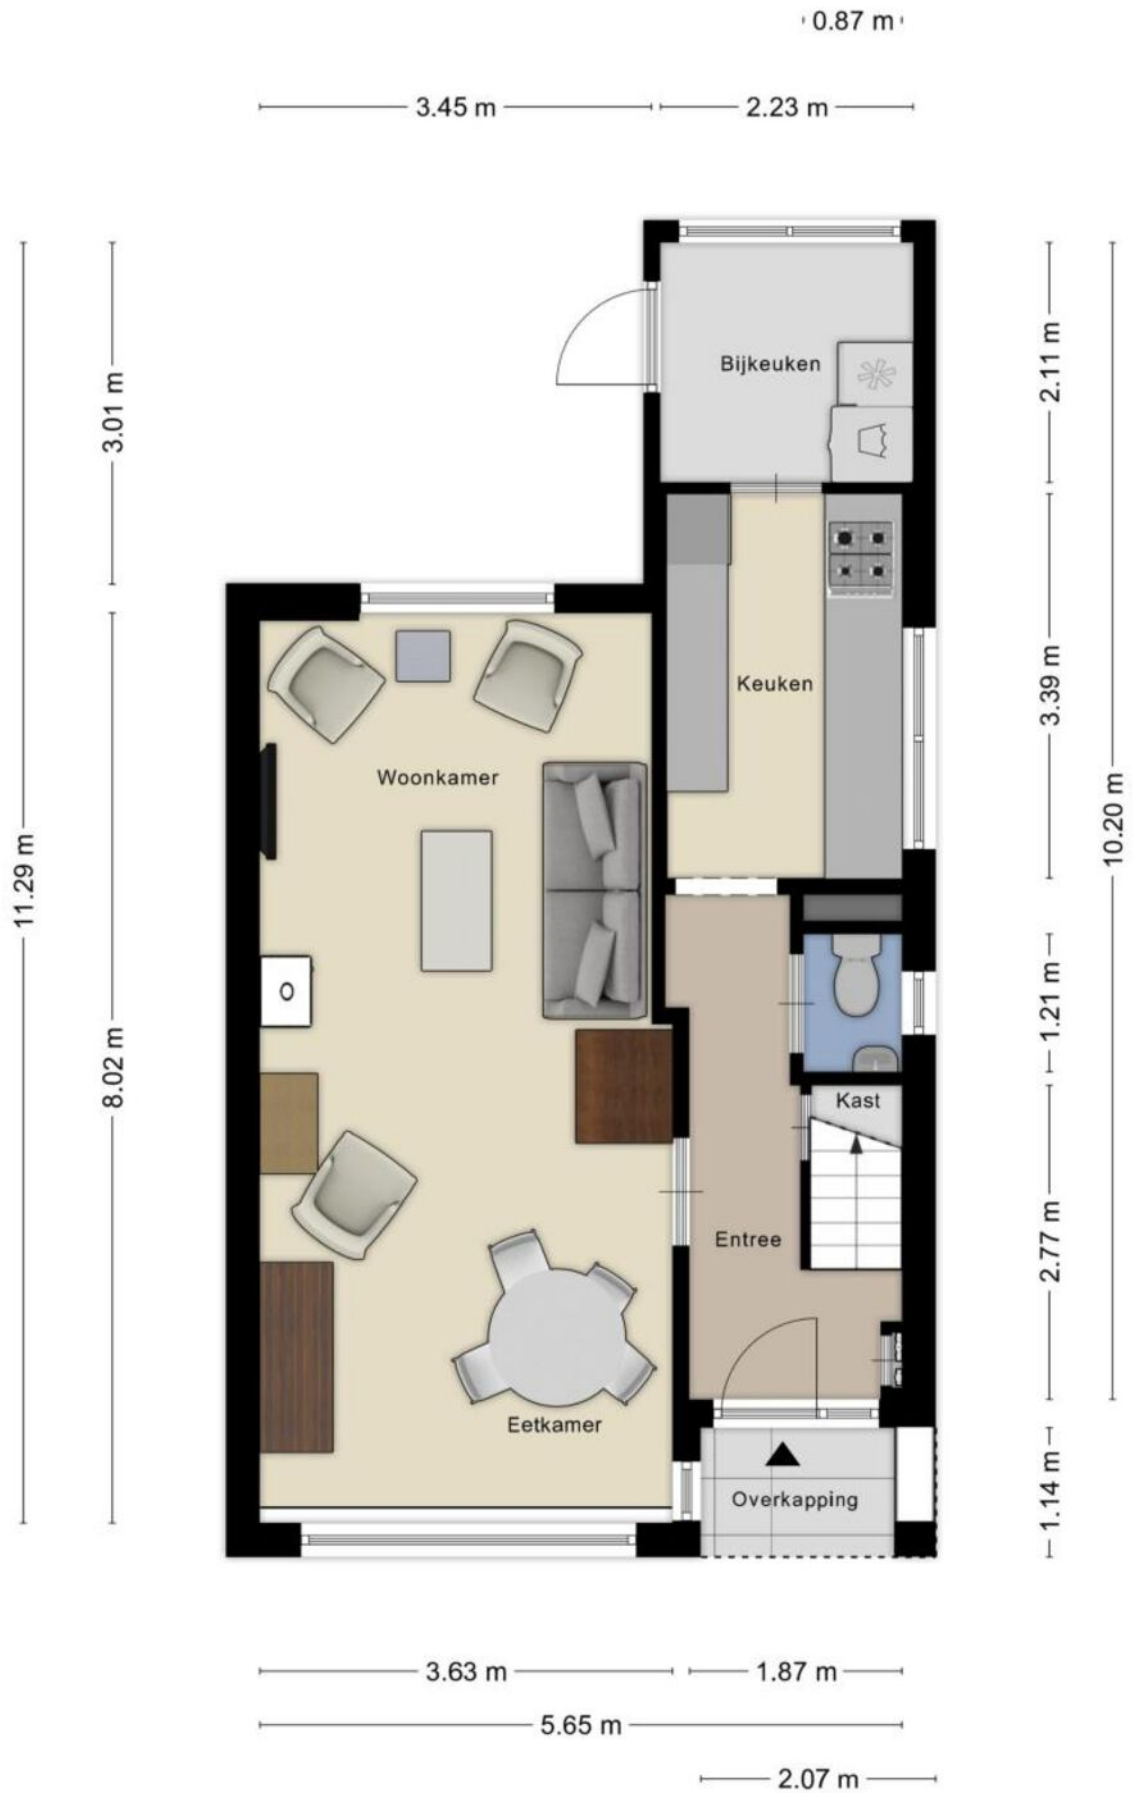 0.87 m
3.45 m
2.23 m
Bijkeuken
2.11 m
3.01 m
Keuken
3.39 m
Woonkamer
10.20 m
11.29 m
1.21 m
8.02 m
Kast
2.77 m
Entree
Eetkamer
Overkapping
1.14 m
3.63 m
1.87 m
5.65 m
2.07 m